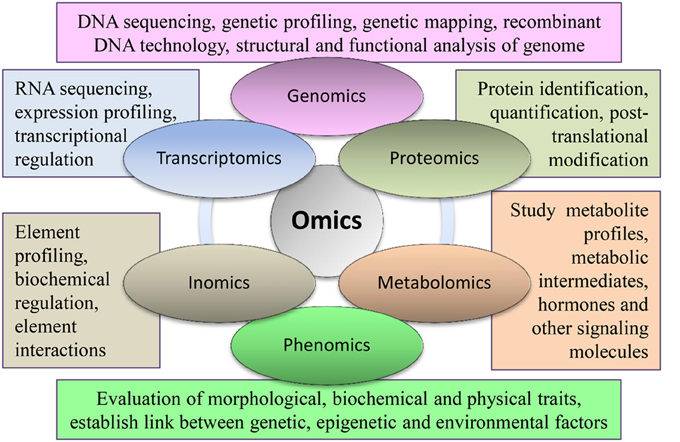 DNA sequencing, genetic profiling, genetic mapping, recombinant
DNA technology, structural and functional analysis of genome
Genomics
RNA sequencing,
expression profiling,
transcriptional
regulation
Transcriptomics
Protein identification,
quantification, post-
translational
modification
Proteomics
Omics
Element
profiling,
biochemical
regulation,
element
interactions
Inomics
Study metabolite
profiles,
metabolic
intermediates,
hormones and
other signaling
molecules
Metabolomics
Phenomics
Evaluation of morphological, biochemical and physical traits,
establish link between genetic, epigenetic and environmental factors